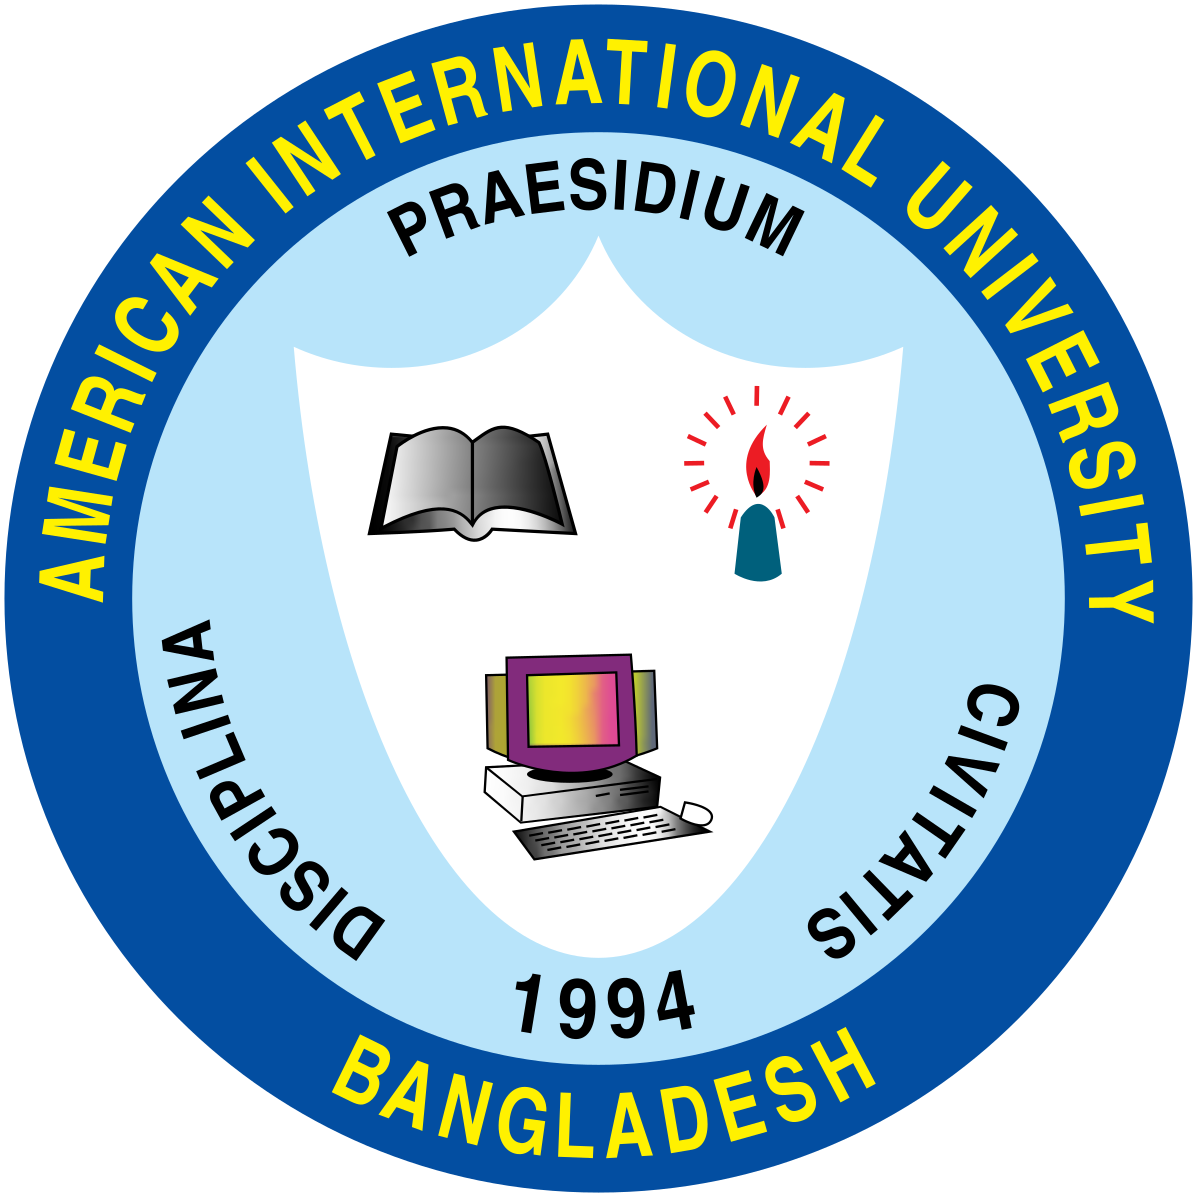 AMERICAN INTERNATIONAL UNIVERSITY
PRAESIDIUM
DISCIPLINA
CIVITATIS
1994
BANGLADESH